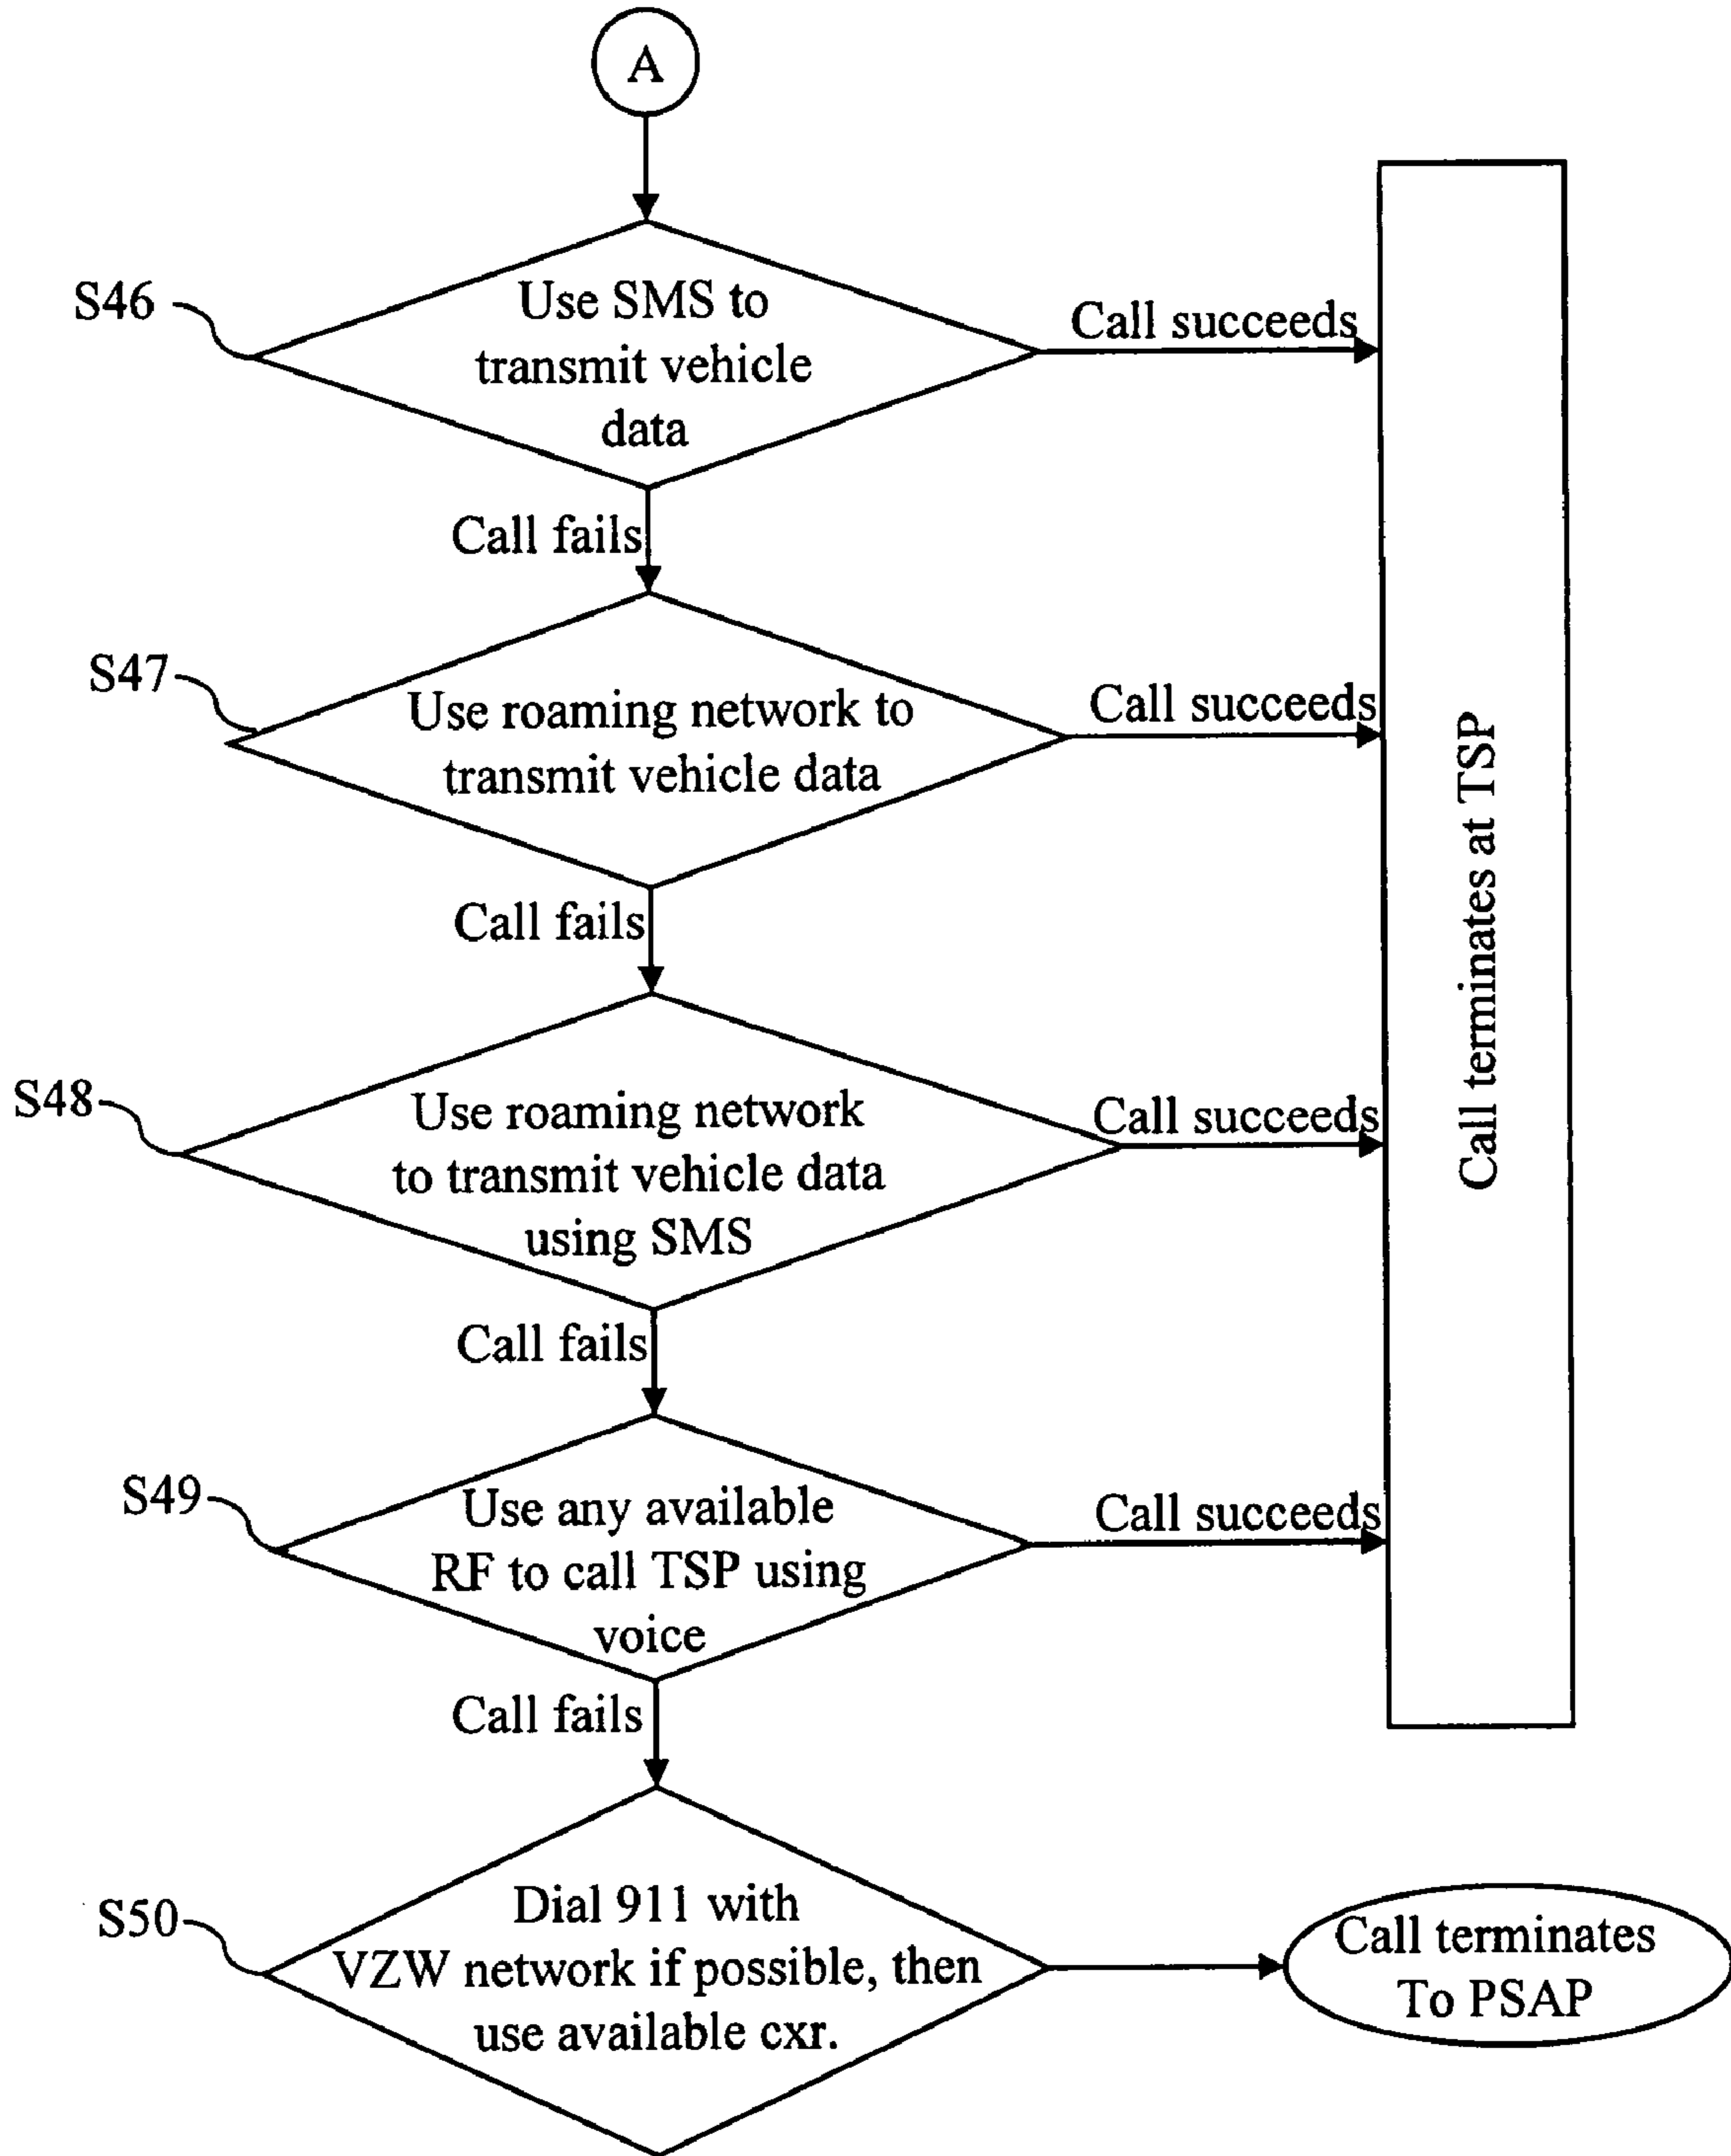 A
S46
Use SMS to
transmit vehicle
data
Call succeeds
Call fails
S47
Use roaming network to
transmit vehicle data
Call succeeds
Call fails
S48
Use roaming network
to transmit vehicle data
using SMS
Call succeeds
Call fails
S49
Use any available
RF to call TSP using
voice
Call succeeds
Call fails
Call terminates at TSP
S50
Dial 911 with
VZW network if possible, then
use available cxr.
Call terminates
To PSAP